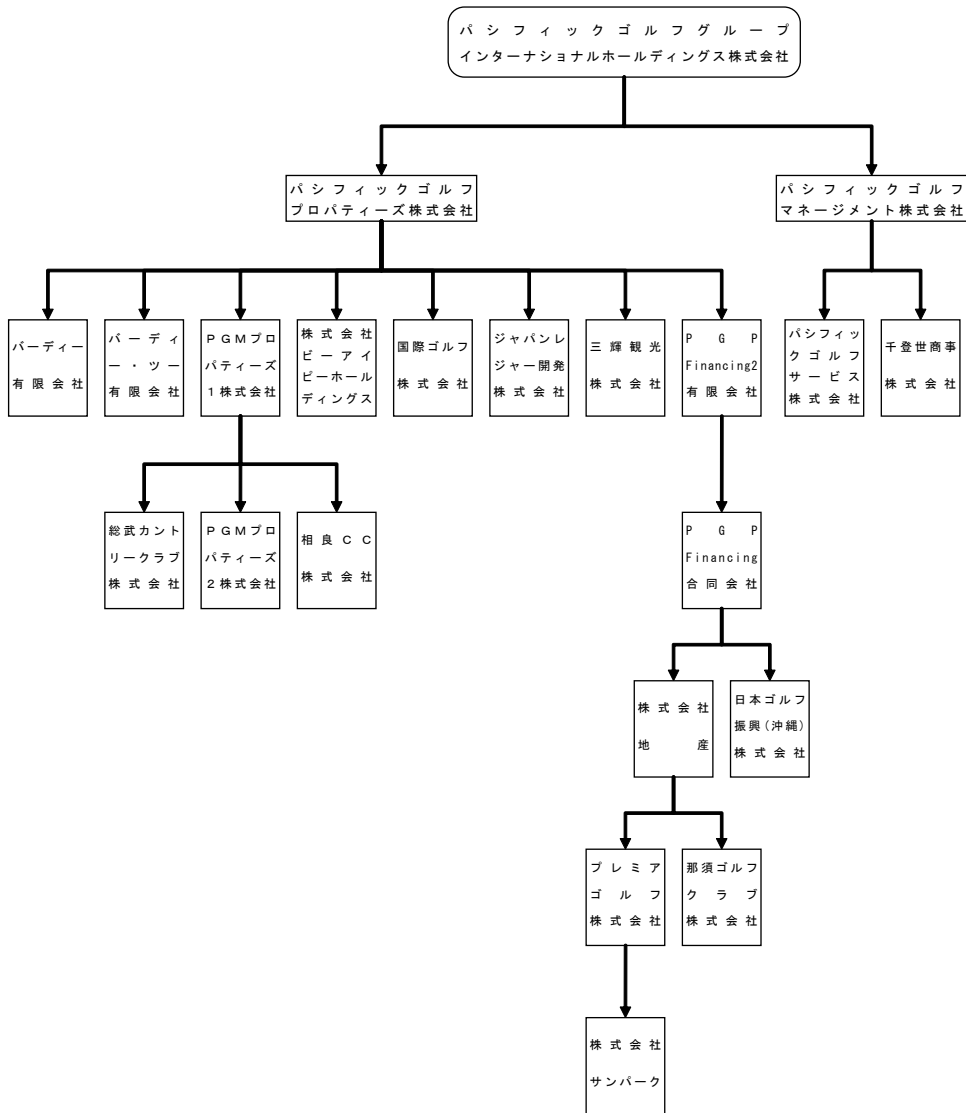 パシフィックゴルフグループ
インターナショナルホールディングス株式会社
パシフィックゴルフ
プロパティーズ株式会社
パシフィックゴルフ
マネージメント株式会社
バーディー
有限会社
バーディ
ー・ツー
有限会社
PGMプロ
パティーズ
1株式会社
株式会社
ビーアイ
ピーホール
ディングス
国際ゴルフ
株式会社
ジャパンレ
ジャー開発
株式会社
三輝観光
株式会社
PGP
Financing2
有限会社
パシフィッ
クゴルフ
サービス
株式会社
千登世商事
株式会社
総武カント
リークラブ
株式会社
PGMプロ
パティーズ
2株式会社
相良CC
株式会社
PGP
Financing
合同会社
株式会社
地産
日本ゴルフ
振興(沖縄)
株式会社
プレミア
ゴルフ
株式会社
那須ゴルフ
クラブ
株式会社
株式会社
サンパーク